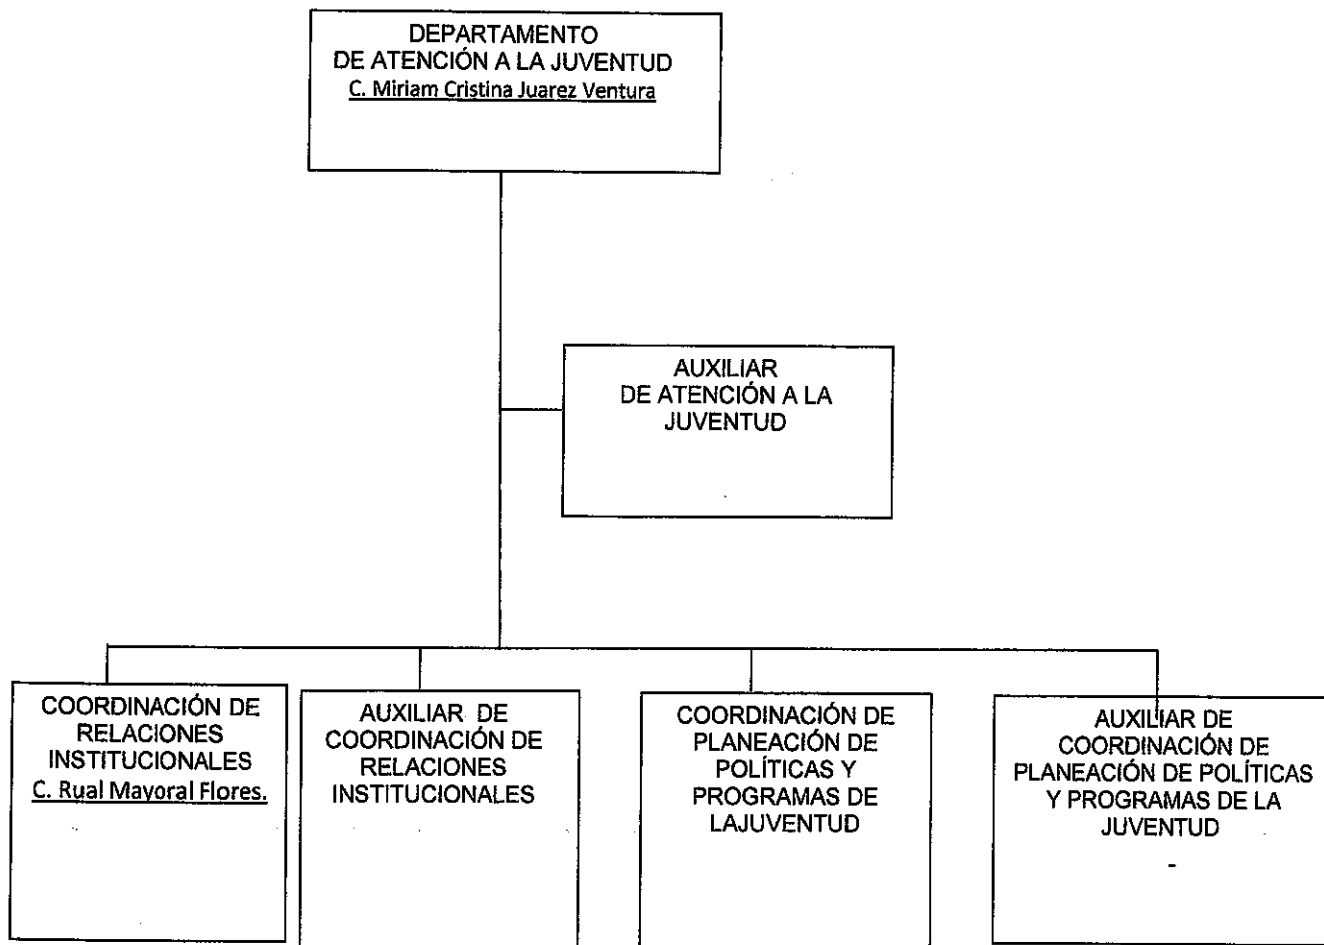 DEPARTAMENTO
DE ATENCIÓN A LA JUVENTUD
C. Miriam Cristina Juarez Ventura
AUXILIAR
DE ATENCIÓN A LA
JUVENTUD
COORDINACIÓN DE
RELACIONES
INSTITUCIONALES
C. Rual Mayoral Flores.
AUXILIAR DE
COORDINACIÓN DE
RELACIONES
INSTITUCIONALES
COORDINACIÓN DE
PLANEACIÓN DE
POLÍTICAS Y
PROGRAMAS DE
LAJUVENTUD
AUXILIAR DE
COORDINACIÓN DE
PLANEACIÓN DE POLÍTICAS
Y PROGRAMAS DE LA
JUVENTUD
-